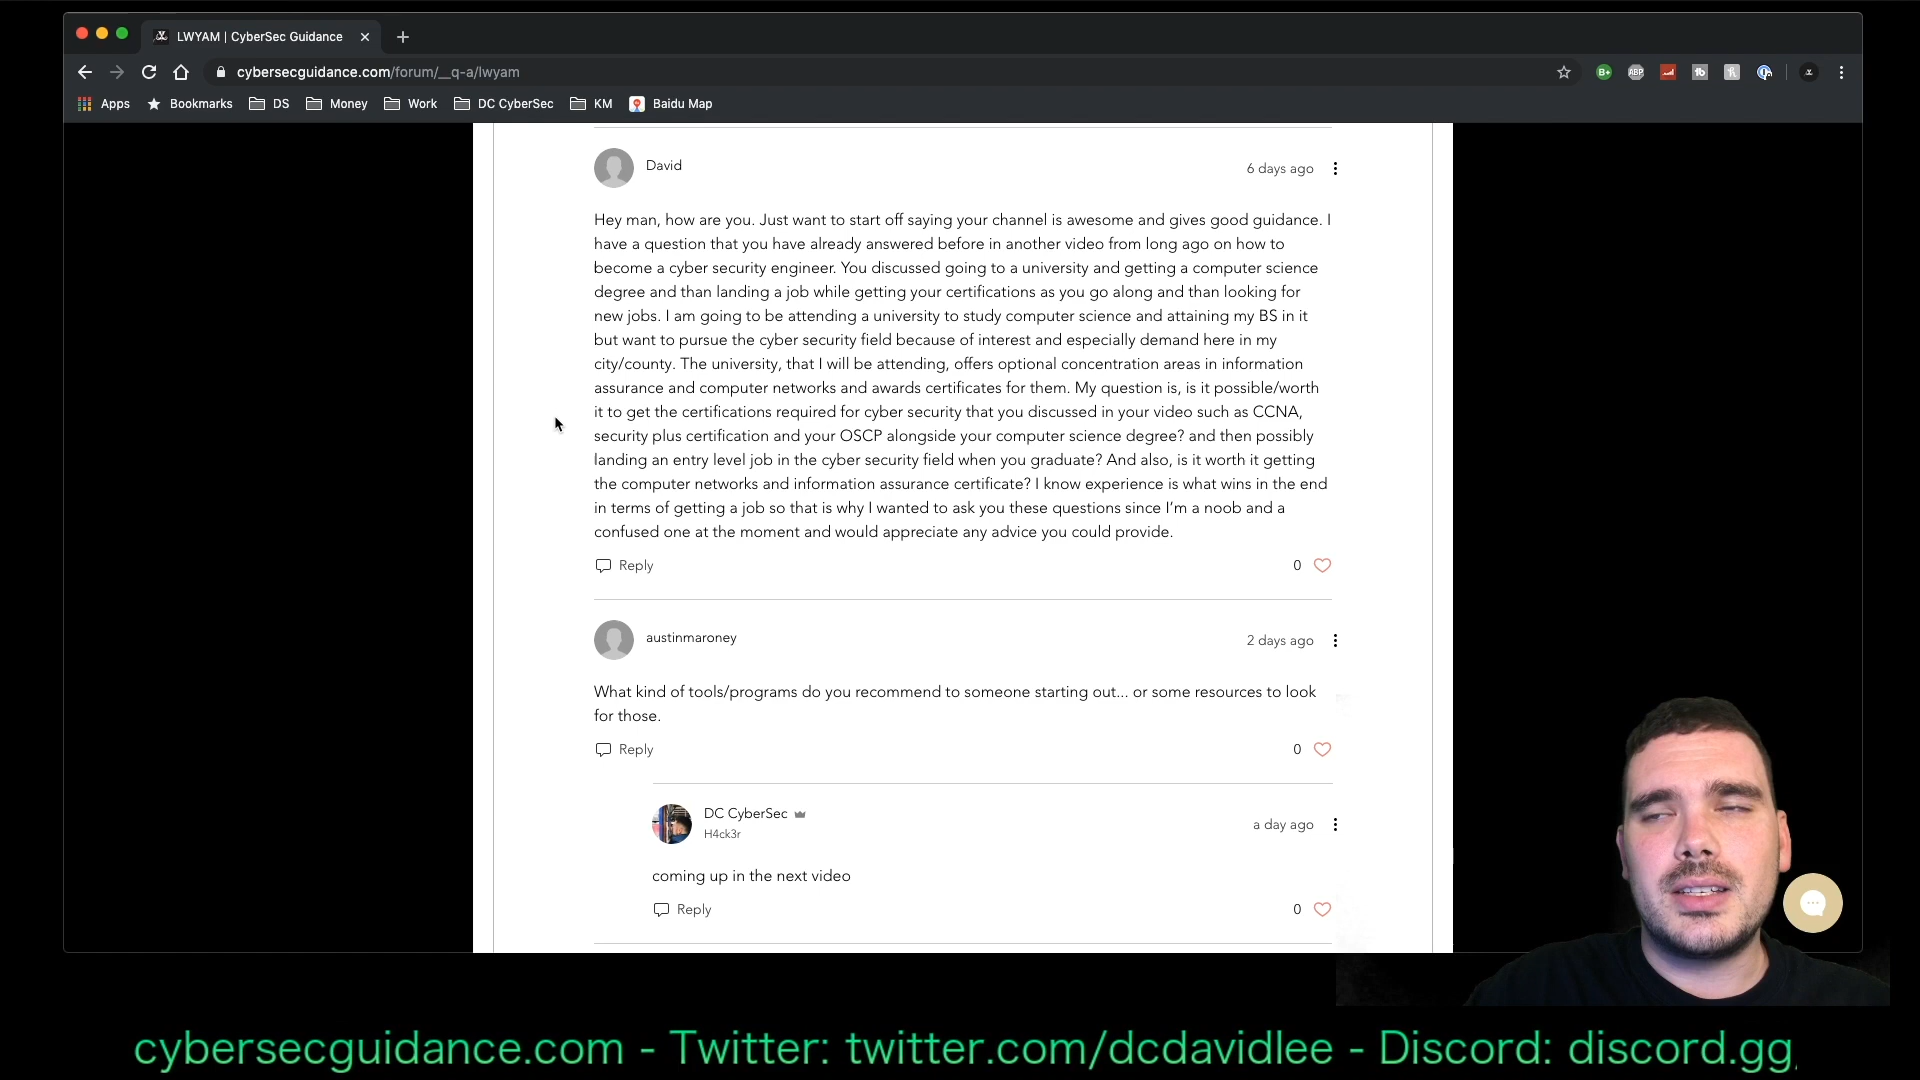 LWYAM | CyberSec Guidance
cybersecguidance.com/forum/__q-a/lwyam
B+
ABP
tb
Apps
Bookmarks
DS
Money
Work
DC CyberSec
KM
Baidu Map
David
6 days ago
Hey man, how are you. Just want to start off saying your channel is awesome and gives good guidance. I
have a question that you have already answered before in another video from long ago on how to
become a cyber security engineer. You discussed going to a university and getting a computer science
degree and than landing a job while getting your certifications as you go along and than looking for
new jobs. I am going to be attending a university to study computer science and attaining my BS in it
but want to pursue the cyber security field because of interest and especially demand here in my
city/county. The university, that I will be attending, offers optional concentration areas in information
assurance and computer networks and awards certificates for them. My question is, is it possible/worth
it to get the certifications required for cyber security that you discussed in your video such as CCNA,
security plus certification and your OSCP alongside your computer science degree? and then possibly
landing an entry level job in the cyber security field when you graduate? And also, is it worth it getting
the computer networks and information assurance certificate? I know experience is what wins in the end
in terms of getting a job so that is why I wanted to ask you these questions since I'm a noob and a
confused one at the moment and would appreciate any advice you could provide.
Reply
0
austinmaroney
2 days ago
What kind of tools/programs do you recommend to someone starting out... or some resources to look
for those.
Reply
0
DC CyberSec
H4ck3r
a day ago
coming up in the next video
Reply
0
cybersecguidance.com - Twitter: twitter.com/dcdavidlee - Discord: discord.gg